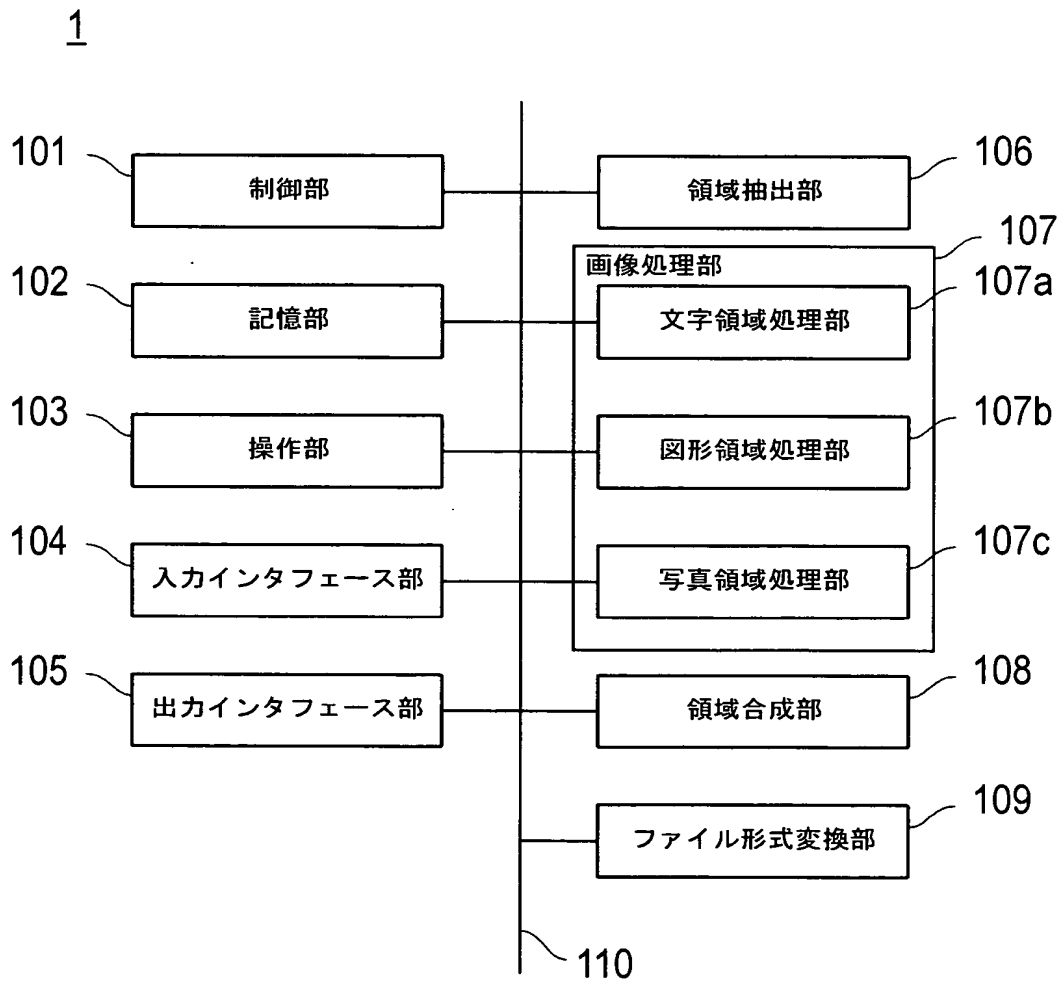 1
101
制御部
領域抽出部
106
107
画像処理部
102
記憶部
文字領域処理部
107a
103
操作部
図形領域処理部
107b
104
入力インタフェース部
写真領域処理部
107c
105
出力インタフェース部
領域合成部
108
ファイル形式変換部
109
110